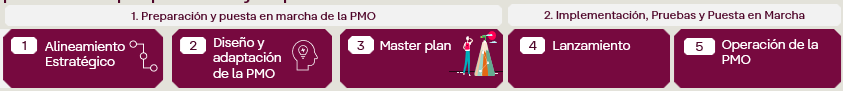 1. Preparación y puesta en marcha de la PMO
2. Implementación, Pruebas y Puesta en Marcha
1
Alineamiento
Estratégico
2
Diseño y
adaptación
de la PMO
3
Master plan
4
Lanzamiento
5
Operación de la
PMO